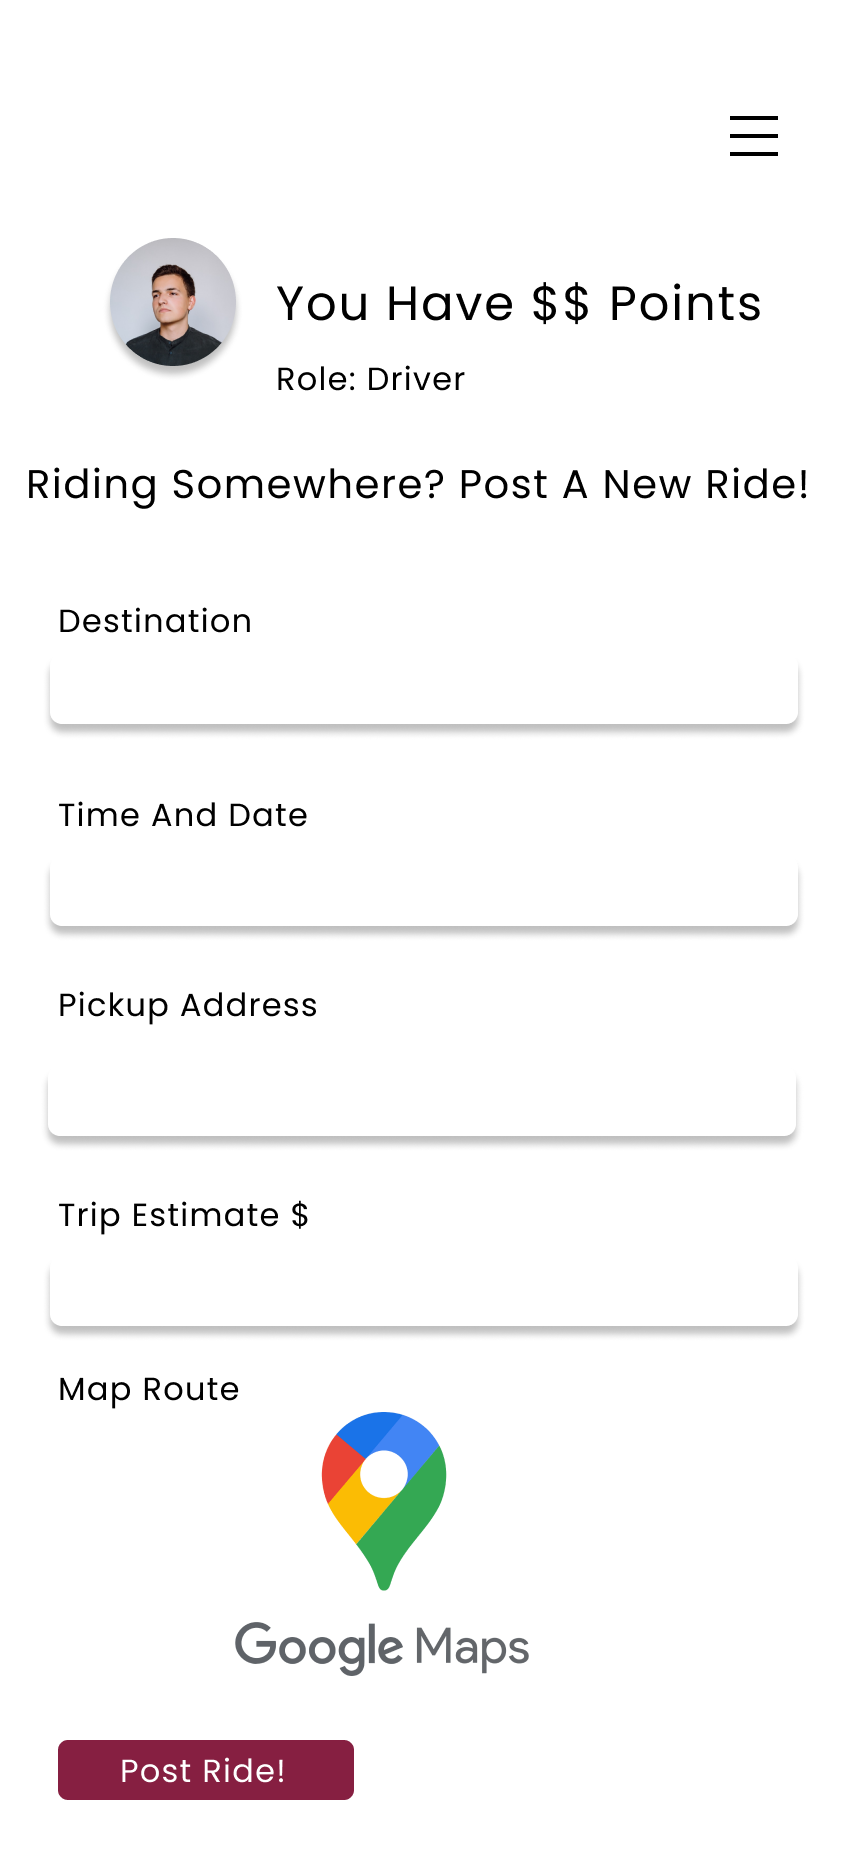 You Have $$ Points
Role: Driver
Riding Somewhere? Post A New Ride!
Destination
Time And Date
Pickup Address
Trip Estimate $
Map Route
Google Maps
Post Ride!